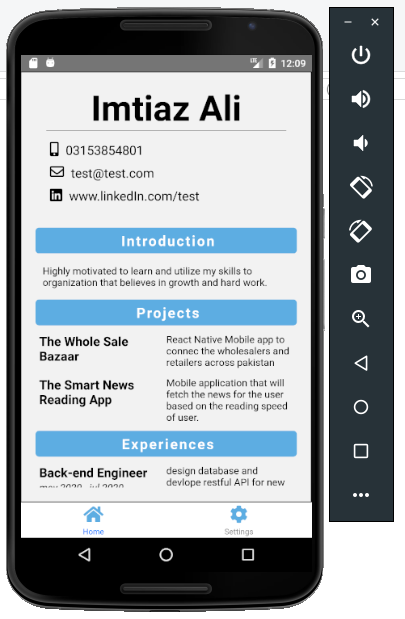 12:09
Imtiaz Ali
03153854801
test@test.com
www.linkedIn.com/test
Introduction
Highly motivated to learn and utilize my skills to
organization that believes in growth and hard work.
Projects
The Whole Sale
Bazaar
React Native Mobile app to
connec the wholesalers and
retailers across pakistan
The Smart News
Reading App
Mobile application that will
fetch the news for the user
based on the reading speed
of user.
Experiences
Back-end Engineer
may 2020 - jul 2020
design database and
devlope restful API for new
Home
Settings